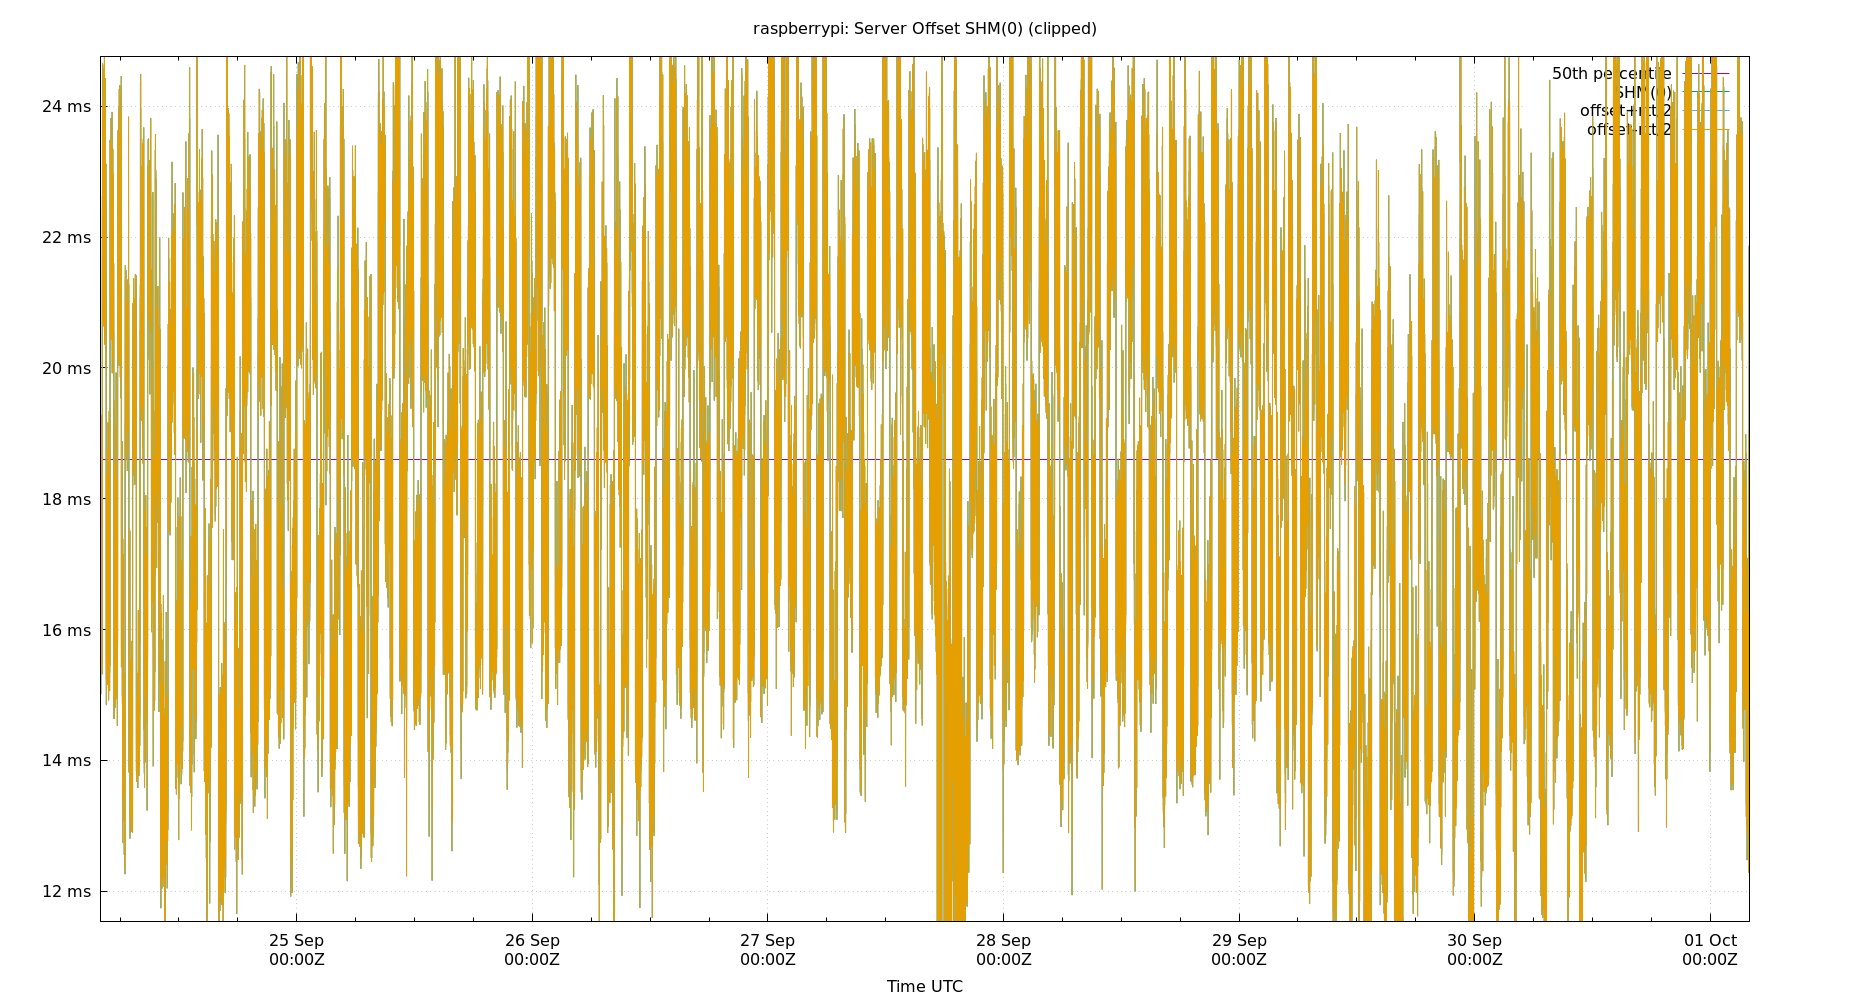 raspberrypi: Server Offset SHM(0) (clipped)
50th percentile
SHM(0)
offset+rtt/2
offset-rtt/2
24 ms
22 ms
20 ms
18 ms
16 ms
14 ms
12 ms
25 Sep
00:00Z
26 Sep
00:00Z
27 Sep
00:00Z
28 Sep
00:00Z
29 Sep
00:00Z
30 Sep
00:00Z
01 Oct
00:00Z
Time UTC